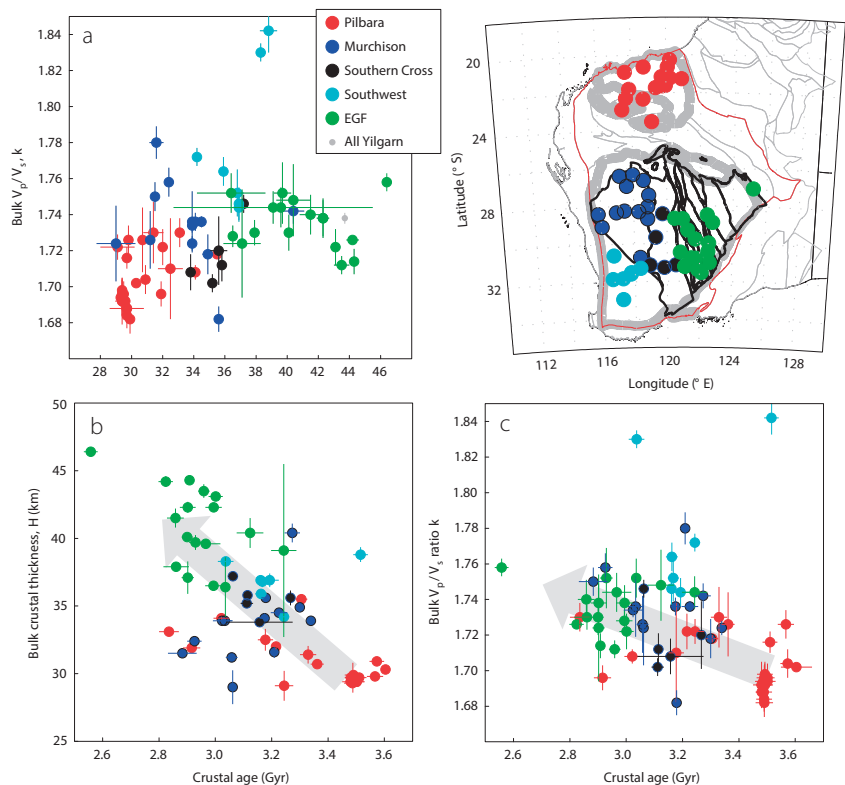 a
1.84
1.82
1.80
1.78
1.76
1.74
1.72
1.70
1.68
Bulk Vp/Vs, k
28 30 32 34 36 38 40 42 44 46
Pilbara
Murchison
Southern Cross
Southwest
EGF
All Yilgarn
20
24
28
32
Latitude (° S)
112 116 120 124 128
Longitude (° E)
b
50
45
40
35
30
25
Bulk crustal thickness, H (km)
2.6 2.8 3.0 3.2 3.4 3.6
Crustal age (Gyr)
c
1.84
1.82
1.80
1.78
1.76
1.74
1.72
1.70
1.68
Bulk Vp/Vs ratio k
2.6 2.8 3.0 3.2 3.4 3.6
Crustal age (Gyr)